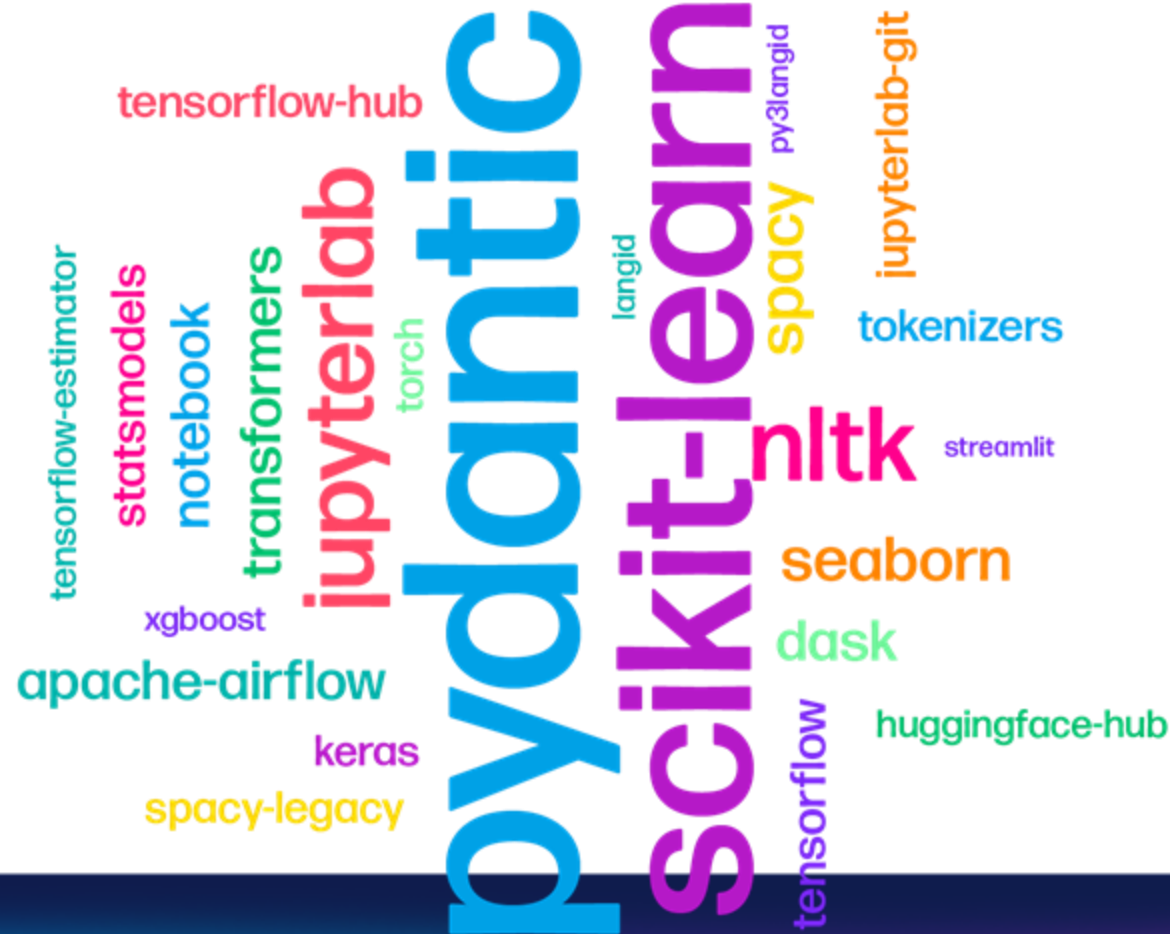 tensorflow-hub
tensorflow-estimator
statsmodels
notebook
transformers
jupyterlab
torch
pydantic
langid
scikit-learn
py3langid
spacy
jupyterlab-git
tokenizers
nltk
streamlit
seaborn
xgboost
dask
apache-airflow
huggingface-hub
keras
tensorflow
spacy-legacy